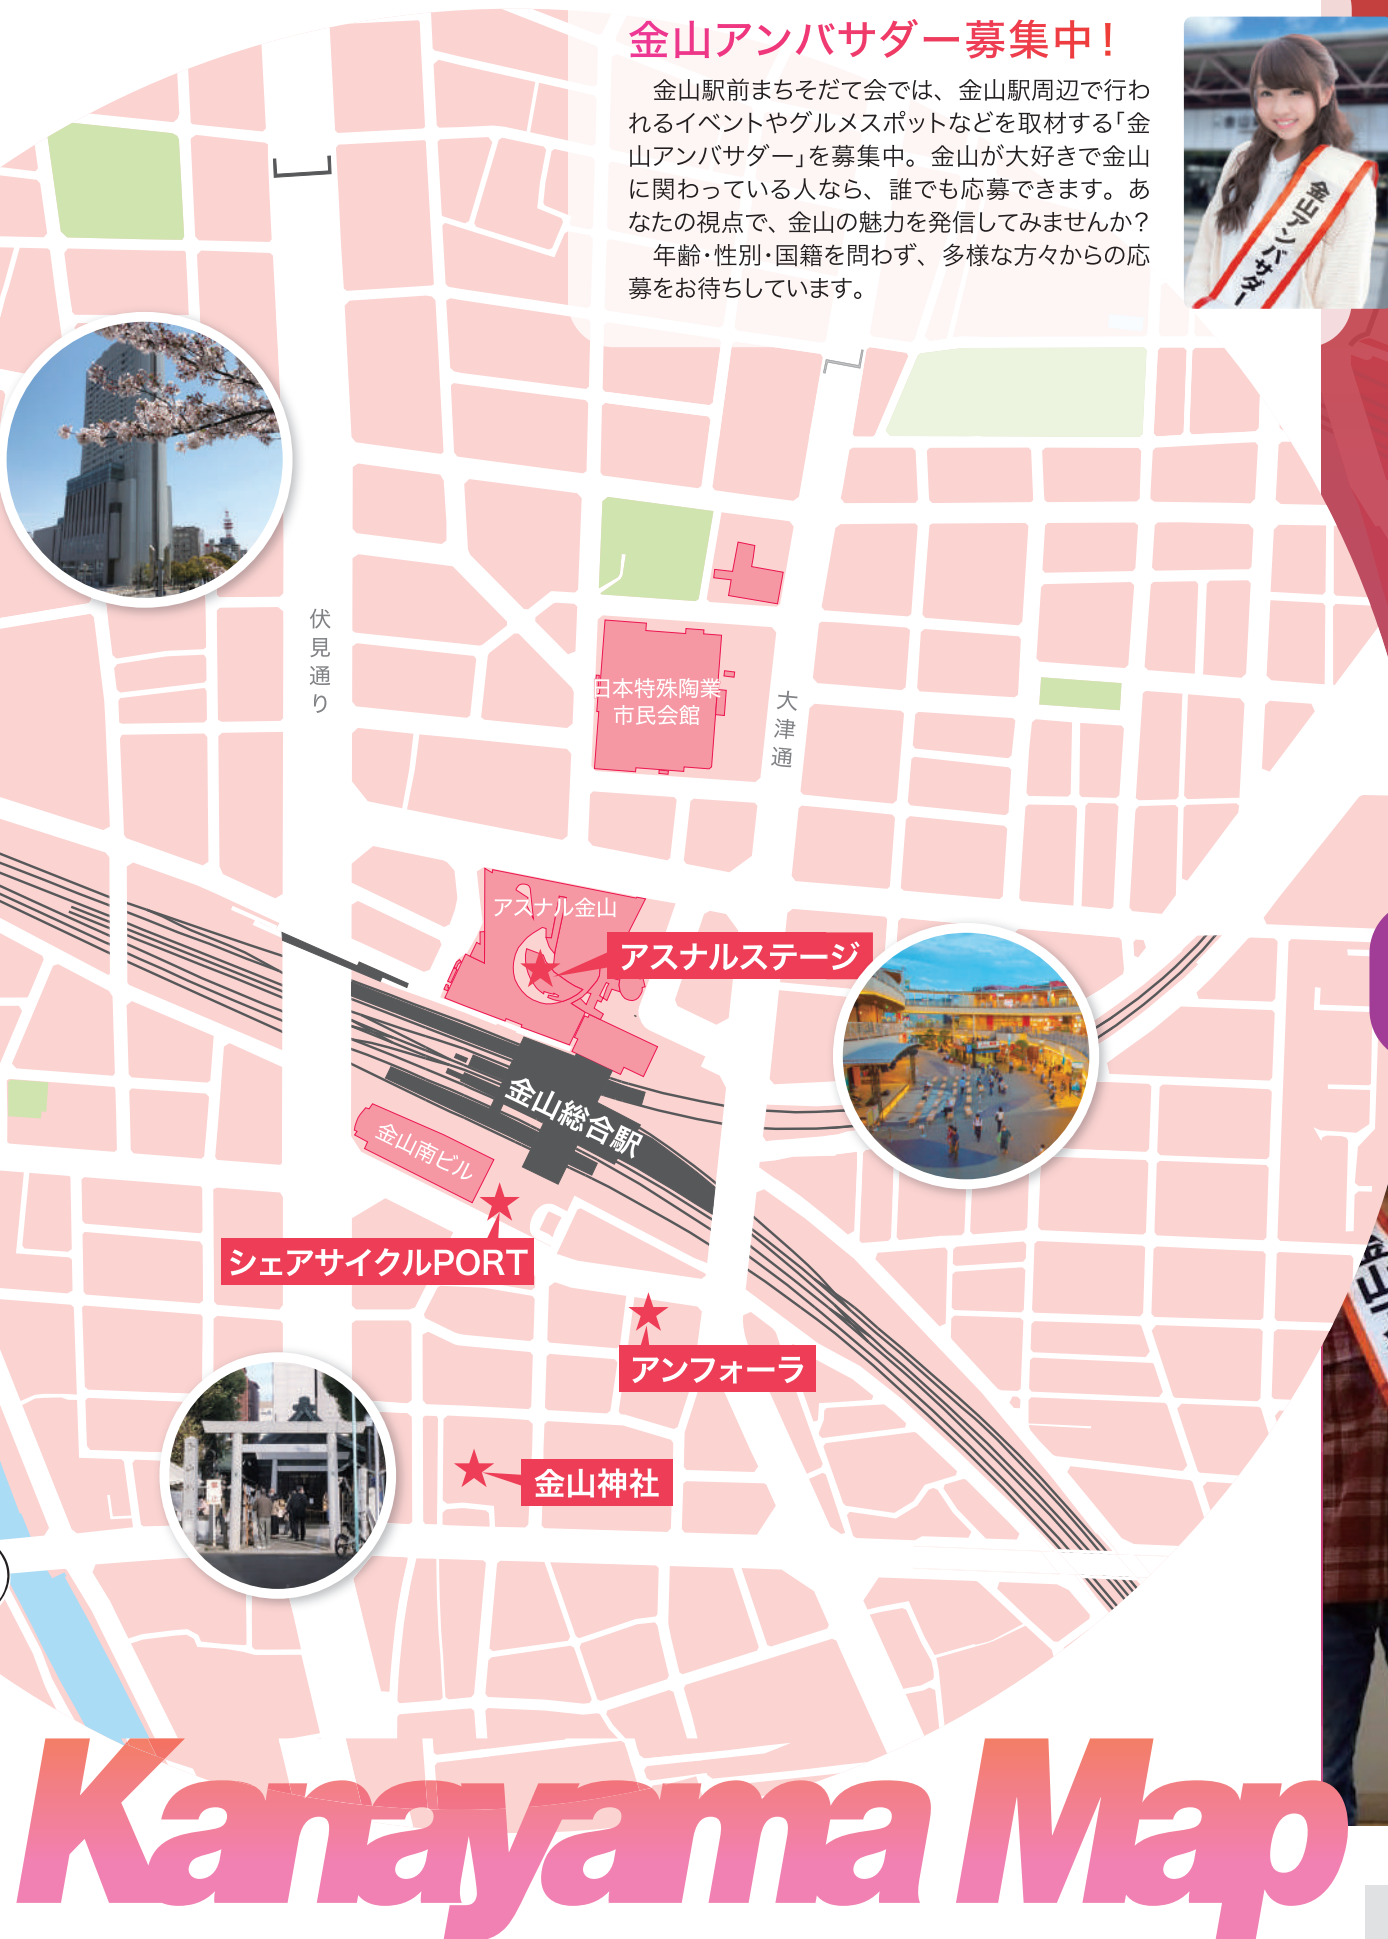 金山アンバサダー募集中！
　金山駅前まちそだて会では、金山駅周辺で行わ
れるイベントやグルメスポットなどを取材する「金
山アンバサダー」を募集中。金山が大好きで金山
に関わっている人なら、誰でも応募できます。あ
なたの視点で、金山の魅力を発信してみませんか？
　年齢・性別・国籍を問わず、多様な方々からの応
募をお待ちしています。
金山アンバサダー
伏見通り
日本特殊陶業
市民会館
大津通
アスナル金山
アスナルステージ
金山総合駅
金山南ビル
シェアサイクルPORT
アンフォーラ
金山神社
金山
Kanayama Map